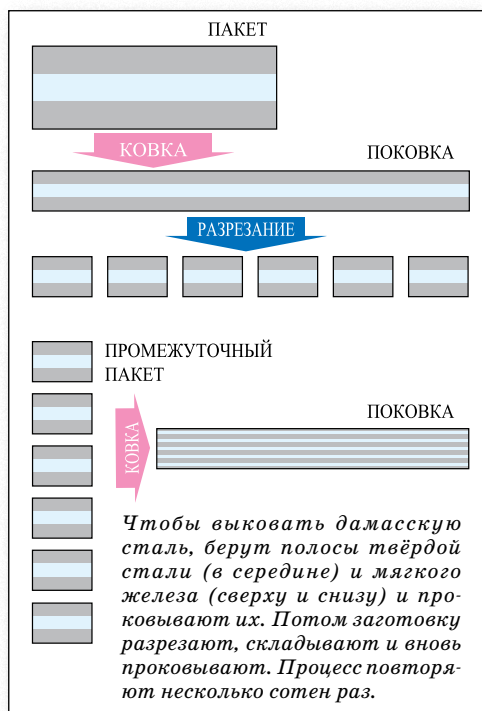 ПАКЕТ
КОВКА
ПОКОВКА
РАЗРЕЗАНИЕ
ПРОМЕЖУТОЧНЫЙ
ПАКЕТ
ПОКОВКА
КОВКА
Чтобы выковать дамасскую
сталь, берут полосы твёрдой
стали (в середине) и мягкого
железа (сверху и снизу) и про-
ковывают их. Потом заготовку
разрезают, складывают и вновь
проковывают. Процесс повторя-
ют несколько сотен раз.